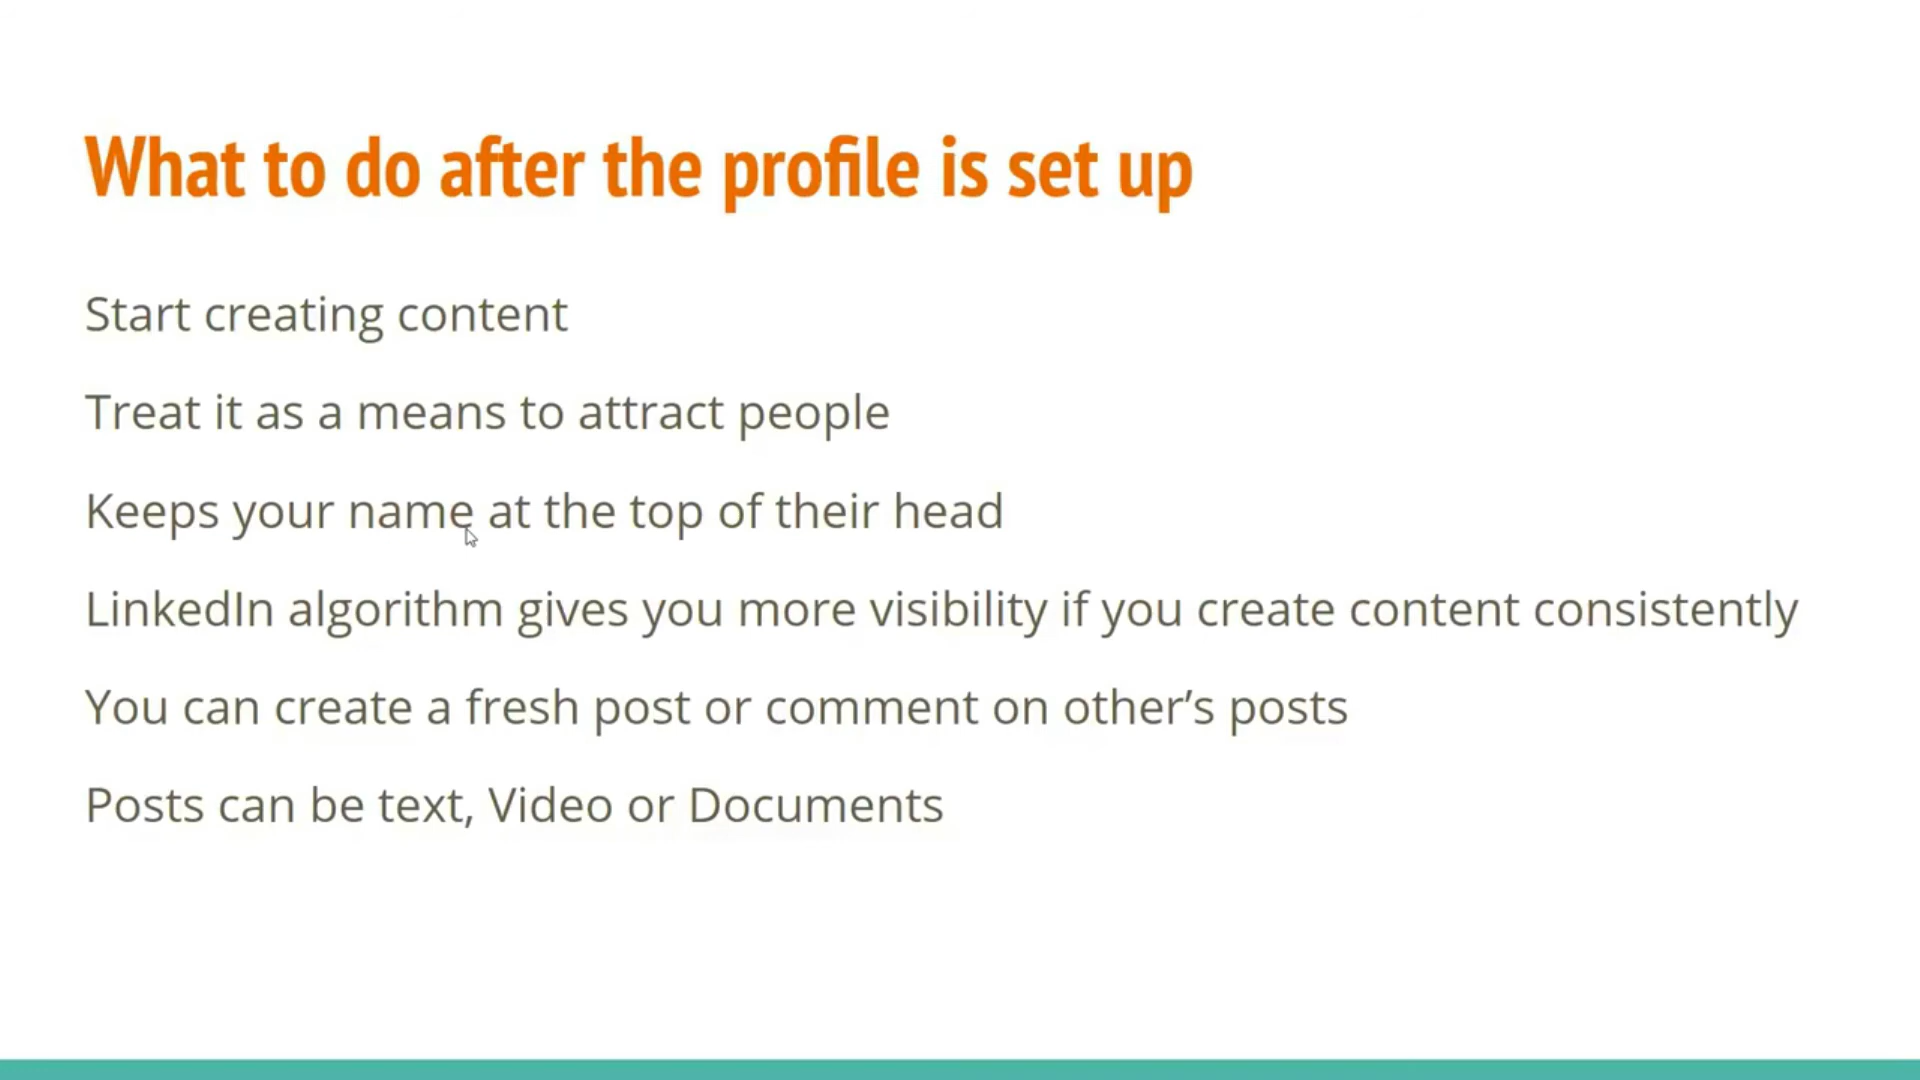 What to do after the profile is set up
Start creating content
Treat it as a means to attract people
Keeps your name at the top of their head
LinkedIn algorithm gives you more visibility if you create content consistently
You can create a fresh post or comment on other’s posts
Posts can be text, Video or Documents